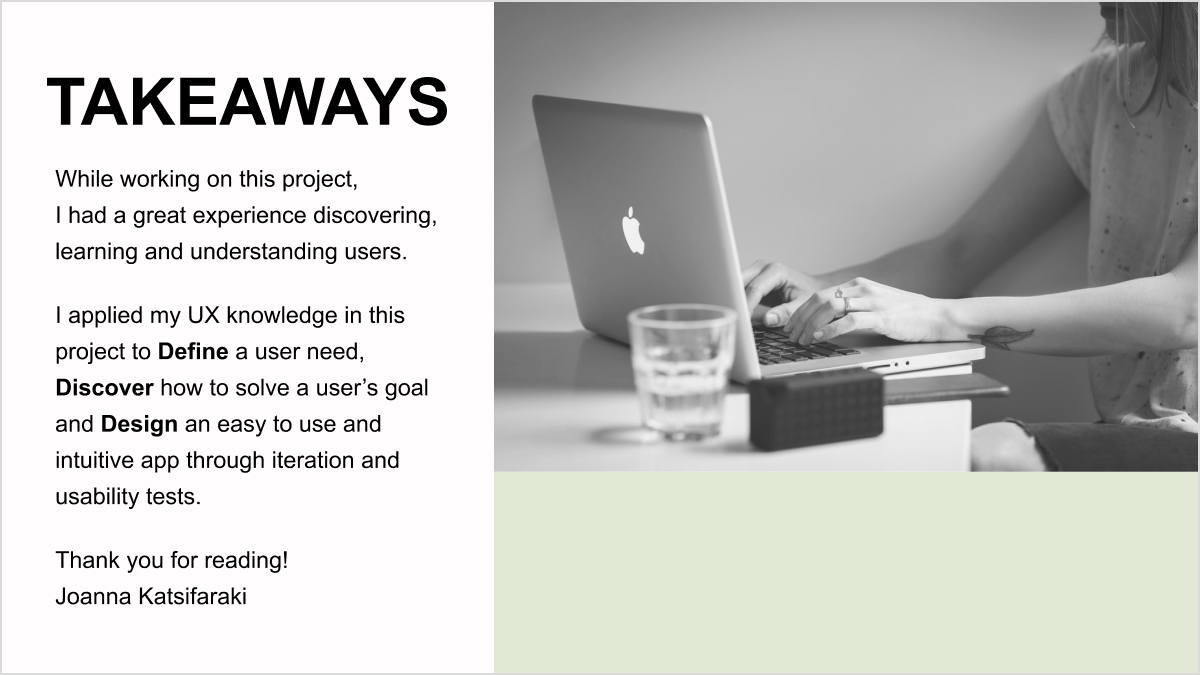 TAKEAWAYS
While working on this project,
I had a great experience discovering,
learning and understanding users.
I applied my UX knowledge in this
project to Define a user need,
Discover how to solve a user’s goal
and Design an easy to use and
intuitive app through iteration and
usability tests.
Thank you for reading!
Joanna Katsifaraki